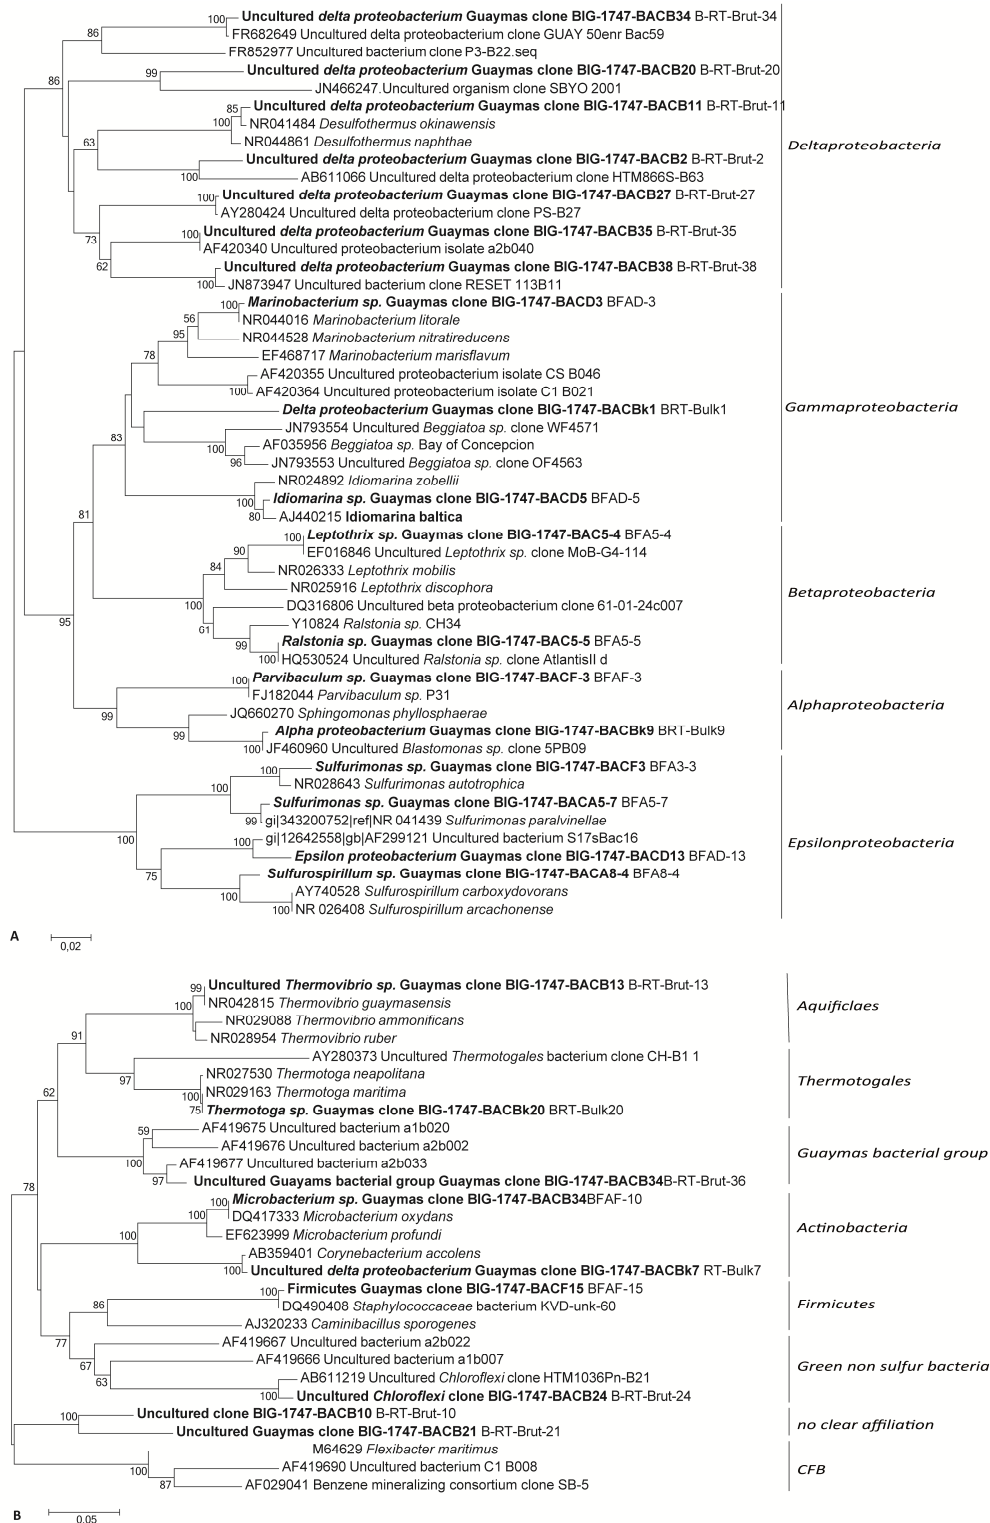 100 Uncultured delta proteobacterium Guaymas clone BIG-1747-BACB34 B-RT-Brut-34
FR682649 Uncultured delta proteobacterium clone GUAY 50enr Bac59
86
FR852977 Uncultured bacterium clone P3-B22.seq
86
99 Uncultured delta proteobacterium Guaymas clone BIG-1747-BACB20 B-RT-Brut-20
JN466247.Uncultured organism clone SBYO 2001
85 Uncultured delta proteobacterium Guaymas clone BIG-1747-BACB11 B-RT-Brut-11
100 NR041484 Desulfothermus okinawensis
63 NR044861 Desulfothermus naphthae
Deltaproteobacteria
Uncultured delta proteobacterium Guaymas clone BIG-1747-BACB2 B-RT-Brut-2
100 AB611066 Uncultured delta proteobacterium clone HTM866S-B63
100 Uncultured delta proteobacterium Guaymas clone BIG-1747-BACB27 B-RT-Brut-27
AY280424 Uncultured delta proteobacterium clone PS-B27
73 100 Uncultured delta proteobacterium Guaymas clone BIG-1747-BACB35 B-RT-Brut-35
AF420340 Uncultured proteobacterium isolate a2b040
62 Uncultured delta proteobacterium Guaymas clone BIG-1747-BACB38 B-RT-Brut-38
100 JN873947 Uncultured bacterium clone RESET 113B11
100 Marinobacterium sp. Guaymas clone BIG-1747-BACD3 BFAD-3
56 NR044016 Marinobacterium litorale
95 NR044528 Marinobacterium nitratireducens
78 EF468717 Marinobacterium marisflavum
AF420355 Uncultured proteobacterium isolate CS B046
100 AF420364 Uncultured proteobacterium isolate C1 B021
Gammaproteobacteria
Delta proteobacterium Guaymas clone BIG-1747-BACBk1 BRT-Bulk1
83 JN793554 Uncultured Beggiatoa sp. clone WF4571
100 AF035956 Beggiatoa sp. Bay of Concepcion
96 JN793553 Uncultured Beggiatoa sp. clone OF4563
NR024892 Idiomarina zobellii
100 Idiomarina sp. Guaymas clone BIG-1747-BACD5 BFAD-5
81 80 AJ440215 Idiomarina baltica
100 Leptothrix sp. Guaymas clone BIG-1747-BAC5-4 BFA5-4
90 EF016846 Uncultured Leptothrix sp. clone MoB-G4-114
84 NR026333 Leptothrix mobilis
NR025916 Leptothrix discophora
Betaproteobacteria
100 DQ316806 Uncultured beta proteobacterium clone 61-01-24c007
95 61 Y10824 Ralstonia sp. CH34
99 Ralstonia sp. Guaymas clone BIG-1747-BAC5-5 BFA5-5
100 HQ530524 Uncultured Ralstonia sp. clone AtlantisII d
100 Parvibaculum sp. Guaymas clone BIG-1747-BACF-3 BFAF-3
FJ182044 Parvibaculum sp. P31
99 JQ660270 Sphingomonas phyllosphaerae
Alphaproteobacteria
99 Alpha proteobacterium Guaymas clone BIG-1747-BACBk9 BRT-Bulk9
100 JF460960 Uncultured Blastomonas sp. clone 5PB09
100 Sulfurimonas sp. Guaymas clone BIG-1747-BACF3 BFA3-3
100 NR028643 Sulfurimonas autotrophica
Sulfurimonas sp. Guaymas clone BIG-1747-BACA5-7 BFA5-7
99 gi|343200752|ref|NR 041439 Sulfurimonas paralvinellae
100 100 gi|12642558|gb|AF299121 Uncultured bacterium S17sBac16
Epsilonproteobacteria
Epsilon proteobacterium Guaymas clone BIG-1747-BACD13 BFAD-13
75 Sulfurospirillum sp. Guaymas clone BIG-1747-BACA8-4 BFA8-4
100 AY740528 Sulfurospirillum carboxydovorans
100 NR 026408 Sulfurospirillum arcachonense
A
0,02
99 Uncultured Thermovibrio sp. Guaymas clone BIG-1747-BACB13 B-RT-Brut-13
100 NR042815 Thermovibrio guaymasensis
Aquificlaes
NR029088 Thermovibrio ammonificans
91 NR028954 Thermovibrio ruber
AY280373 Uncultured Thermotogales bacterium clone CH-B1 1
97 NR027530 Thermotoga neapolitana
Thermotogales
62 100 NR029163 Thermotoga maritima
75 Thermotoga sp. Guaymas clone BIG-1747-BACBk20 BRT-Bulk20
59 AF419675 Uncultured bacterium a1b020
AF419676 Uncultured bacterium a2b002
Guaymas bacterial group
100 AF419677 Uncultured bacterium a2b033
97 Uncultured Guayams bacterial group Guaymas clone BIG-1747-BACB34B-RT-Brut-36
78 Microbacterium sp. Guaymas clone BIG-1747-BACB34BFAF-10
100 100 DQ417333 Microbacterium oxydans
Actinobacteria
100 EF623999 Microbacterium profundi
AB359401 Corynebacterium accolens
100 Uncultured delta proteobacterium Guaymas clone BIG-1747-BACBk7 RT-Bulk7
100 Firmicutes Guaymas clone BIG-1747-BACF15 BFAF-15
86 DQ490408 Staphylococcaceae bacterium KVD-unk-60
Firmicutes
AJ320233 Caminibacillus sporogenes
77 AF419667 Uncultured bacterium a2b022
67 AF419666 Uncultured bacterium a1b007
Green non sulfur bacteria
63 AB611219 Uncultured Chloroflexi clone HTM1036Pn-B21
100 Uncultured Chloroflexi clone BIG-1747-BACB24 B-RT-Brut-24
100 Uncultured clone BIG-1747-BACB10 B-RT-Brut-10
no clear affiliation
Uncultured Guaymas clone BIG-1747-BACB21 B-RT-Brut-21
M64629 Flexibacter maritimus
100 AF419690 Uncultured bacterium C1 B008
CFB
87 AF029041 Benzene mineralizing consortium clone SB-5
B
0.05